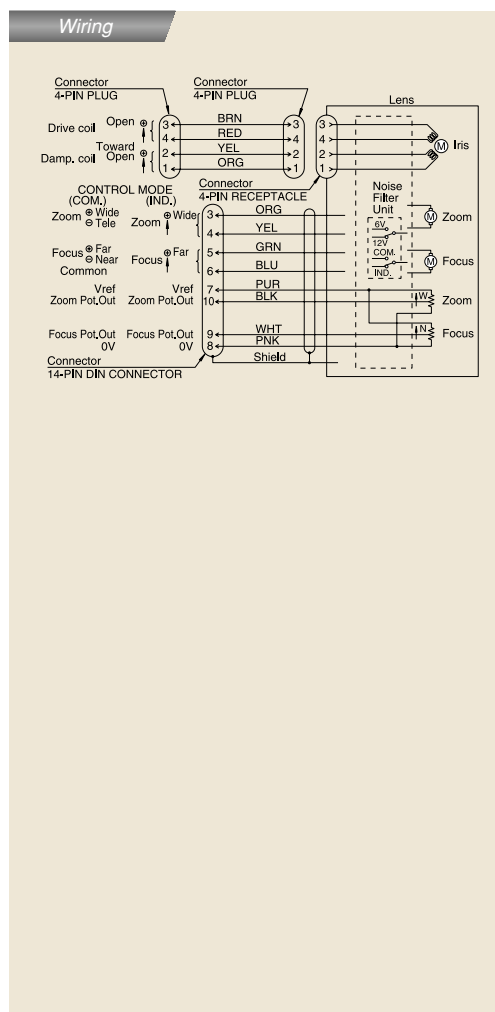 Wiring
Connector
4-PIN PLUG
Connector
4-PIN PLUG
Lens
Drive coil
Open ⊕
3
BRN
3
3
4
RED
4
4
Damp. coil
Toward
Open ⊕
2
YEL
2
2
1
ORG
1
1
M Iris
CONTROL MODE
(COM.) (IND.)
Connector
4-PIN RECEPTACLE
Noise
Filter
Unit
6V
12V
COM.
IND.
Zoom ⊕ Wide
⊖ Tele
Zoom ⊕ Wide
3
ORG
4
YEL
M Zoom
Focus ⊕ Far
⊖ Near
Common
Focus ⊕ Far
5
GRN
6
BLU
M Focus
Vref Vref 7 PUR
Zoom Pot.Out Zoom Pot.Out 10 BLK
W Zoom
Focus Pot.Out Focus Pot.Out 9 WHT
0V 0V 8 PNK
N Focus
Shield
Connector
14-PIN DIN CONNECTOR